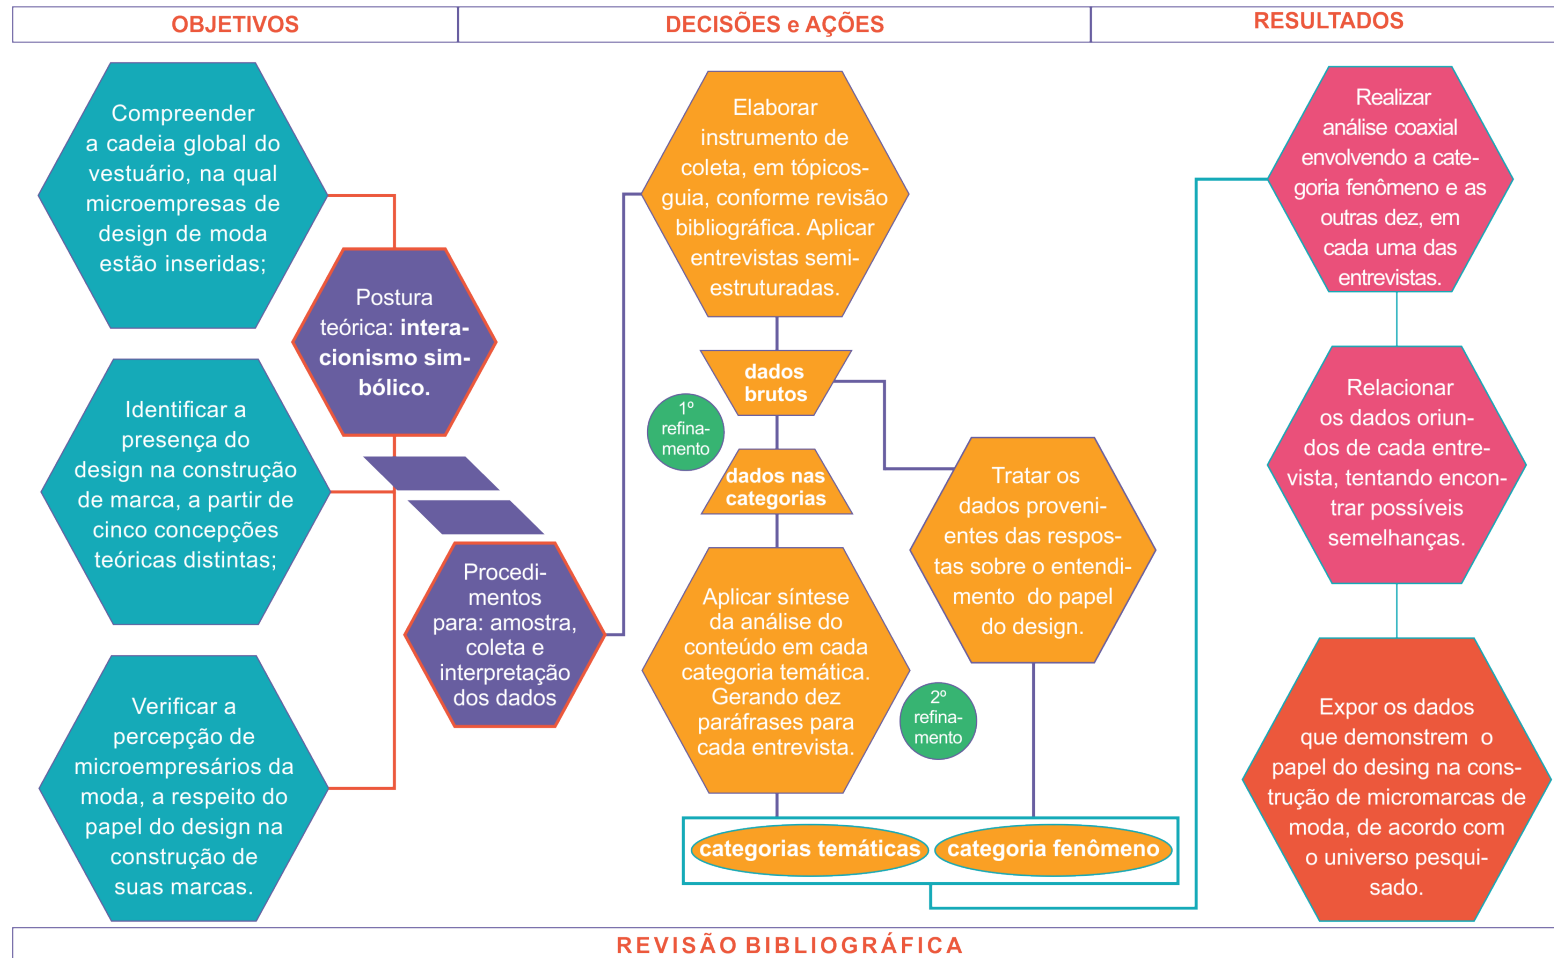 OBJETIVOS
DECISÕES e AÇÕES
RESULTADOS
Compreender
a cadeia global do
vestuário, na qual
microempresas de
design de moda
estão inseridas;
Identificar a
presença do
design na construção
de marca, a partir de
cinco concepções
teóricas distintas;
Verificar a
percepção de
microempresários da
moda, a respeito do
papel do design na
construção de
suas marcas.
Postura
teórica: intera-
cionismo sim-
bólico.
Procedi-
mentos
para: amostra,
coleta e
interpretação
dos dados
Elaborar
instrumento de
coleta, em tópicos-
guia, conforme revisão
bibliográfica. Aplicar
entrevistas semi-
estruturadas.
dados
brutos
1º
refina-
mento
dados nas
categorias
Aplicar síntese
da análise do
conteúdo em cada
categoria temática.
Gerando dez
paráfrases para
cada entrevista.
Tratar os
dados proveni-
entes das respos-
tas sobre o entendi-
mento  do papel
do design.
2º
refina-
mento
categorias temáticas
categoria fenômeno
Realizar
análise coaxial
envolvendo a cate-
goria fenômeno e as
outras dez, em
cada uma das
entrevistas.
Relacionar
os dados oriun-
dos de cada entre-
vista, tentando encon-
trar possíveis
semelhanças.
Expor os dados
que demonstrem  o
papel do desing na cons-
trução de micromarcas de
moda, de acordo com
o universo pesqui-
sado.
REVISÃO BIBLIOGRÁFICA